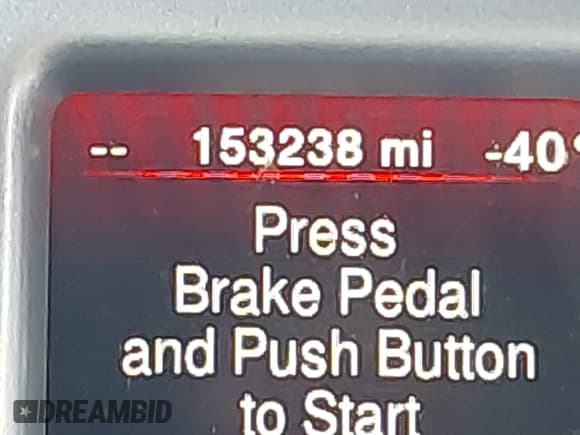 -- 153238 mi -40°
Press
Brake Pedal
and Push Button
to Start
DREAMBID